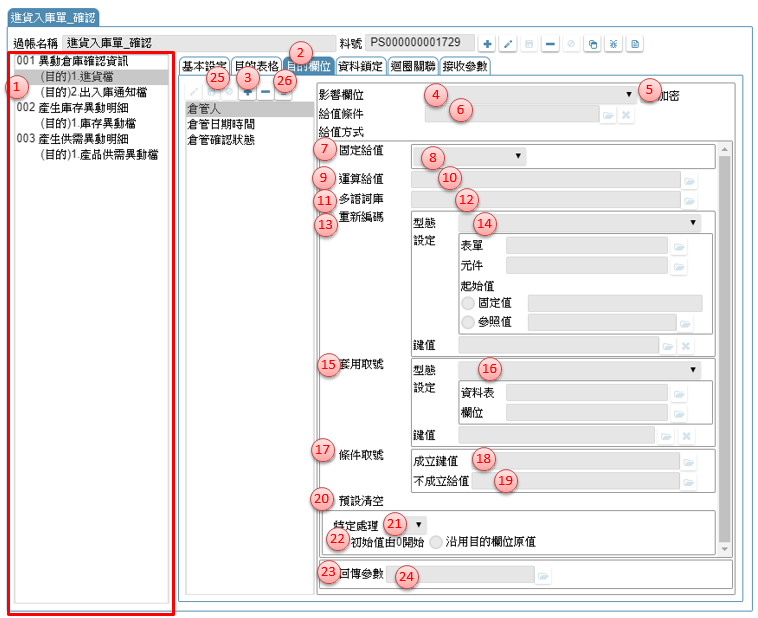 進貨入庫單_確認
過帳名稱 進貨入庫單_確認 料號 PS000000001729
001 異動倉庫確認資訊
(目的)1.進貨檔
(目的)2.出入庫通知檔
002 產生庫存異動明細
(目的)1.庫存異動檔
003 產生供需異動明細
(目的)1.產品供需異動檔
1
2
基本設定 目的表格 目的欄位 資料鎖定 迴圈關聯 接收參數
25 3 26
倉管人
倉管日期時間
倉管確認狀態
影響欄位 4 5 加密
給值條件 6
給值方式
7 固定給值 8
9 運算給值 10
11 多語詞庫 12
13 重新編碼
型態 14
設定
表單
元件
起始值
固定值
參照值
鍵值
15 套用取號
型態 16
設定
資料表
欄位
鍵值
17 條件取號
成立鍵值 18
不成立給值 19
20 預設清空
特定處理 21
22 初始值由0開始 沿用目的欄位原值
23 回傳參數 24